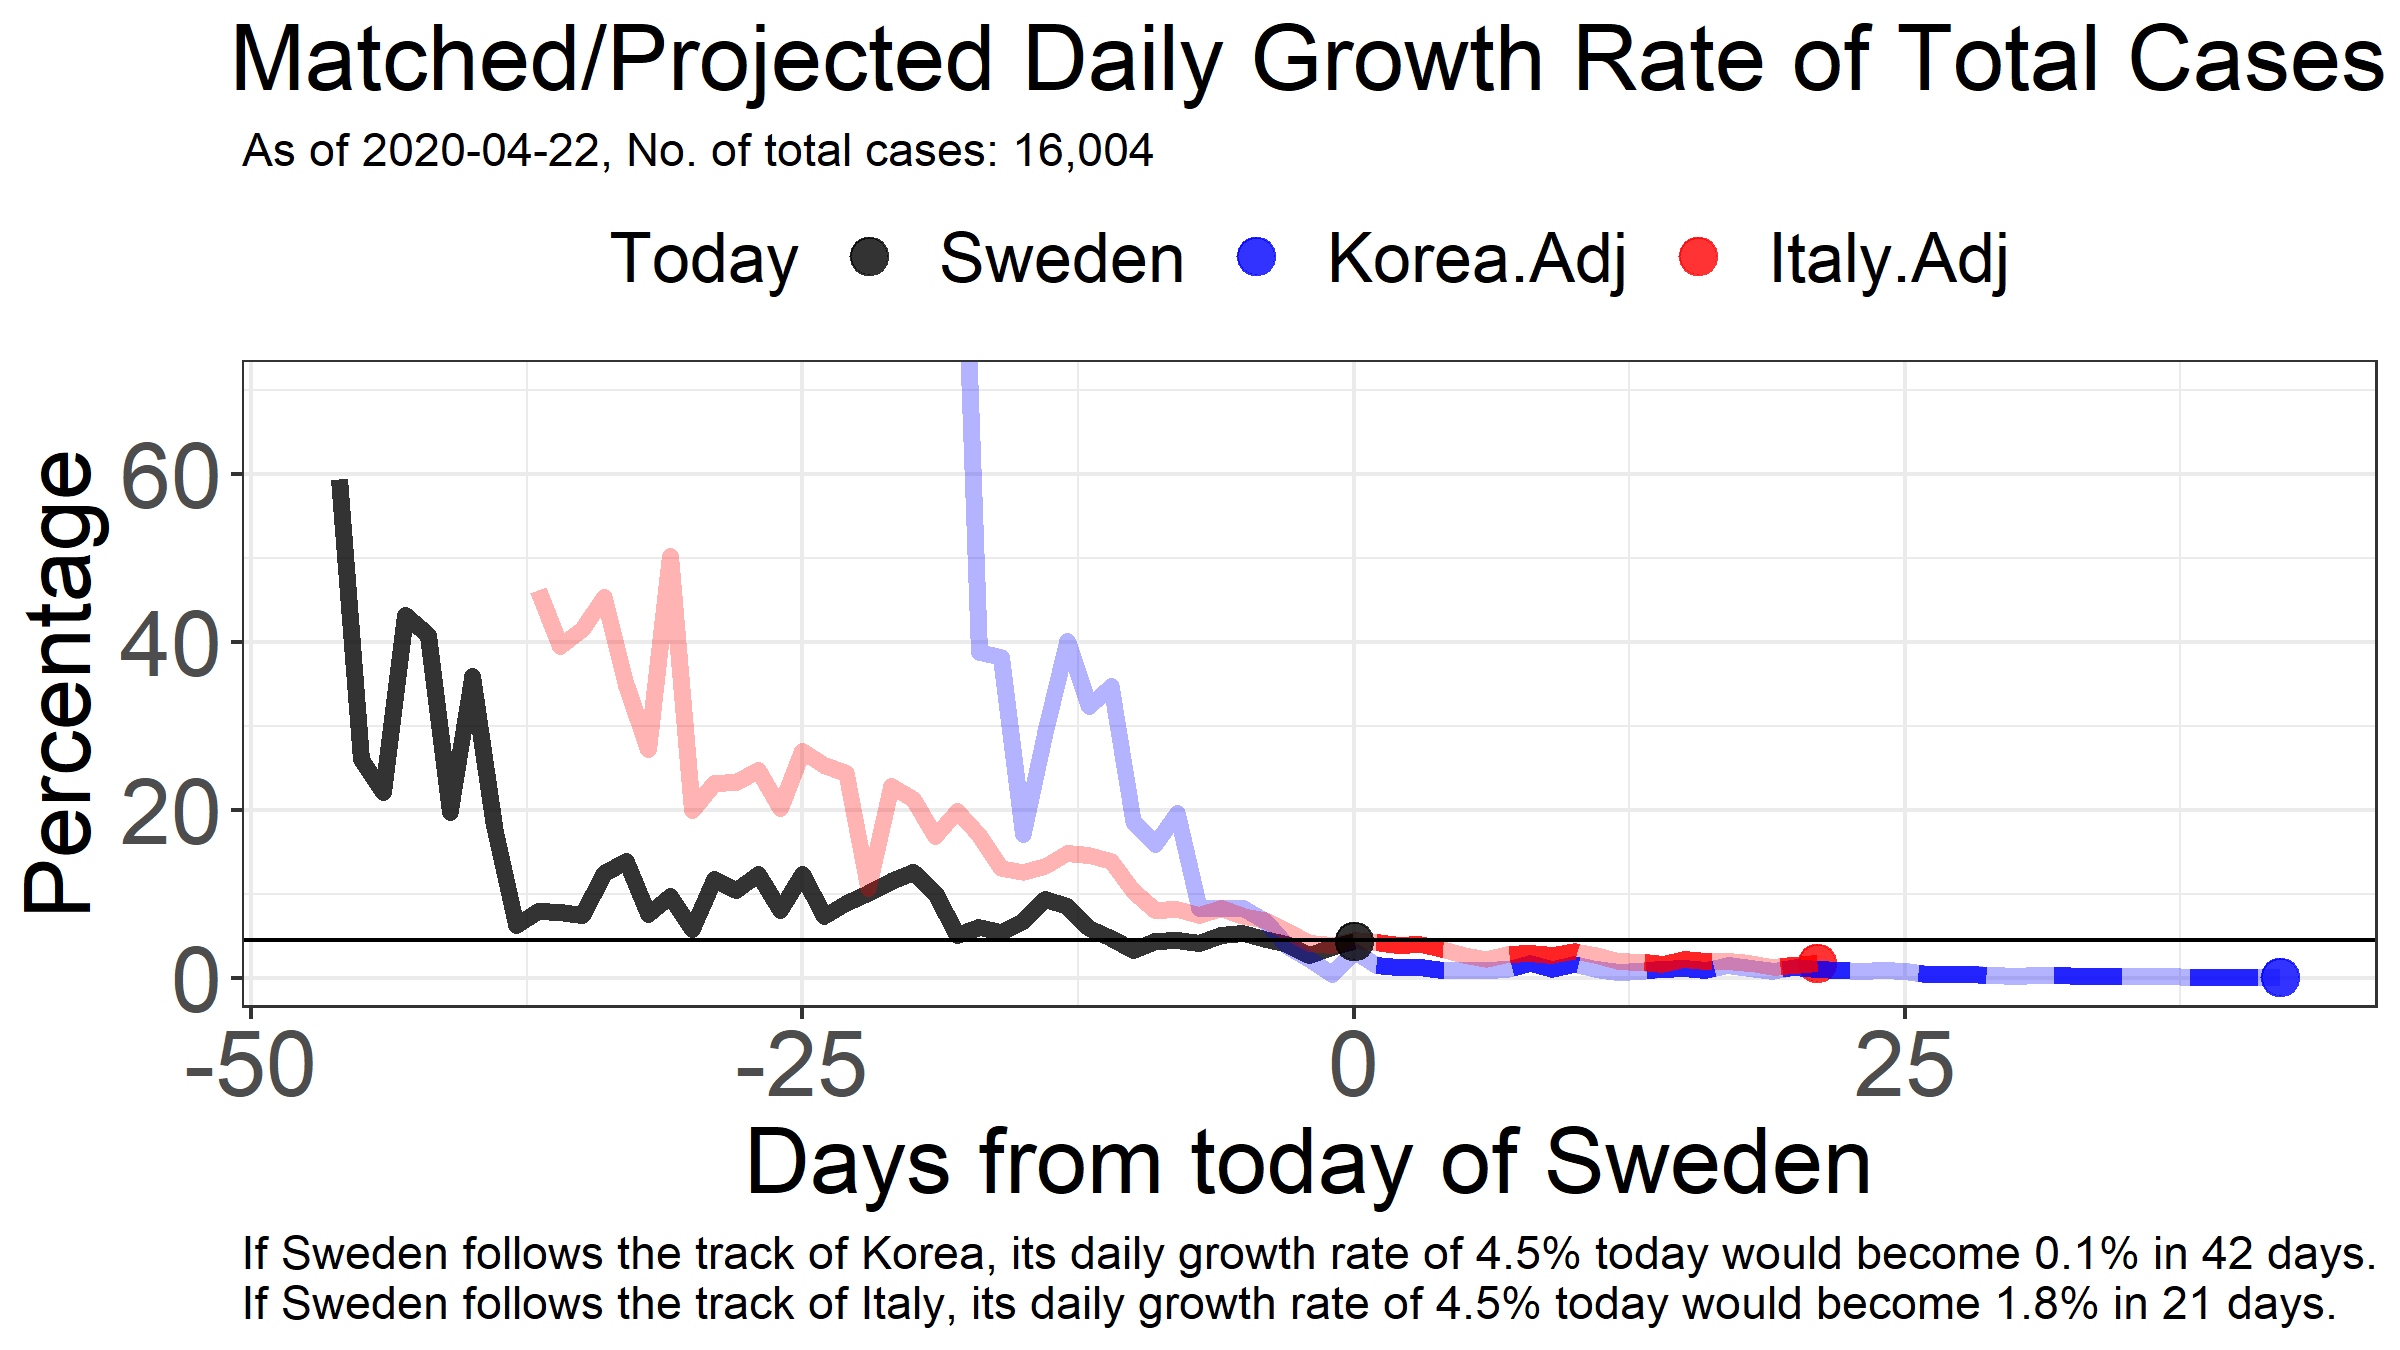 Matched/Projected Daily Growth Rate of Total Cases
As of 2020-04-22, No. of total cases: 16,004
Today Sweden Korea.Adj Italy.Adj
Percentage
60
40
20
0
-50 -25 0 25
Days from today of Sweden
If Sweden follows the track of Korea, its daily growth rate of 4.5% today would become 0.1% in 42 days.
If Sweden follows the track of Italy, its daily growth rate of 4.5% today would become 1.8% in 21 days.